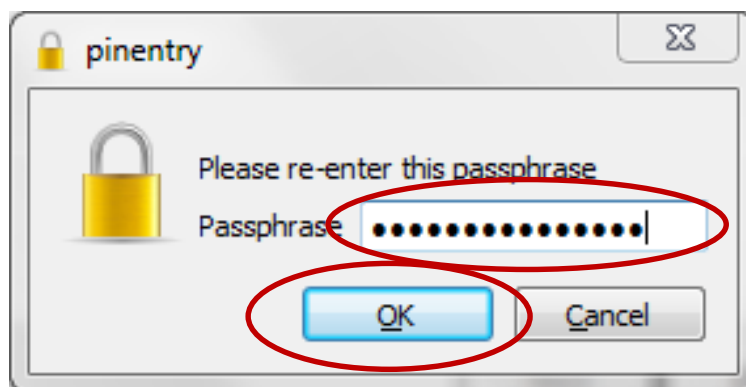 pinentry
Please re-enter this passphrase
Passphrase •••••••••••••••
OK Cancel